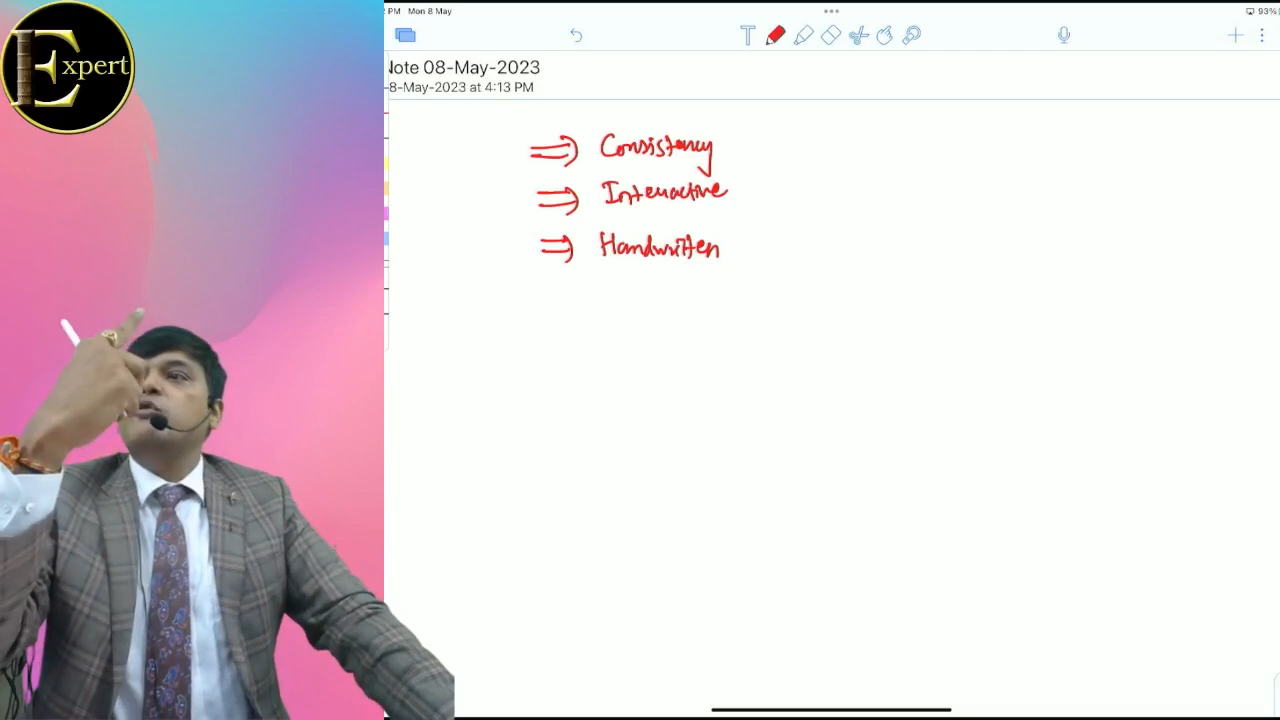 Expert
PM Mon 8 May
93%
Note 08-May-2023
8-May-2023 at 4:13 PM
⇒ Consistency
⇒ Interactive
⇒ Handwritten